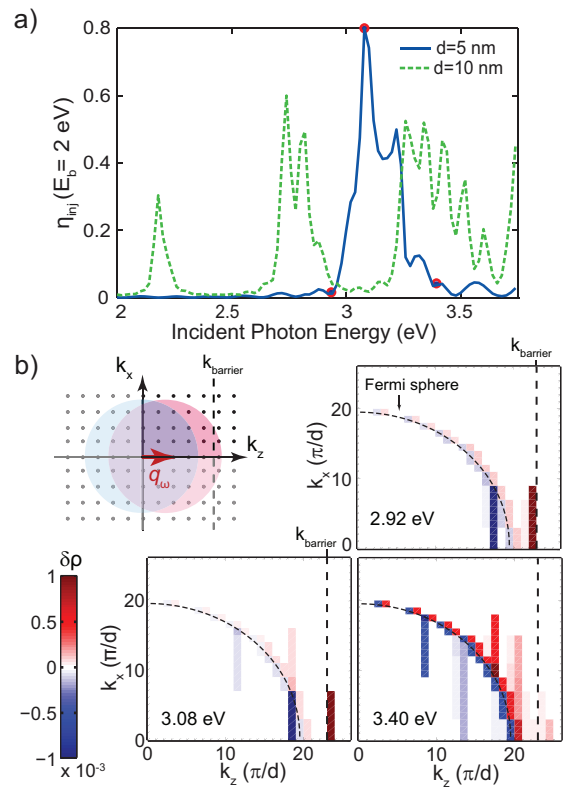 a)
0.8
0.6
0.4
0.2
0
η_inj (E_b = 2 eV)
d=5 nm
d=10 nm
2
2.5
3
3.5
Incident Photon Energy (eV)
b)
k_x
k_barrier
k_z
q_ω
k_barrier
Fermi sphere
20
10
0
k_x (π/d)
2.92 eV
k_barrier
δρ
1
0.5
0
−0.5
−1
x 10⁻³
20
10
0
k_x (π/d)
3.08 eV
0
10
20
k_z (π/d)
3.40 eV
0
10
20
k_z (π/d)